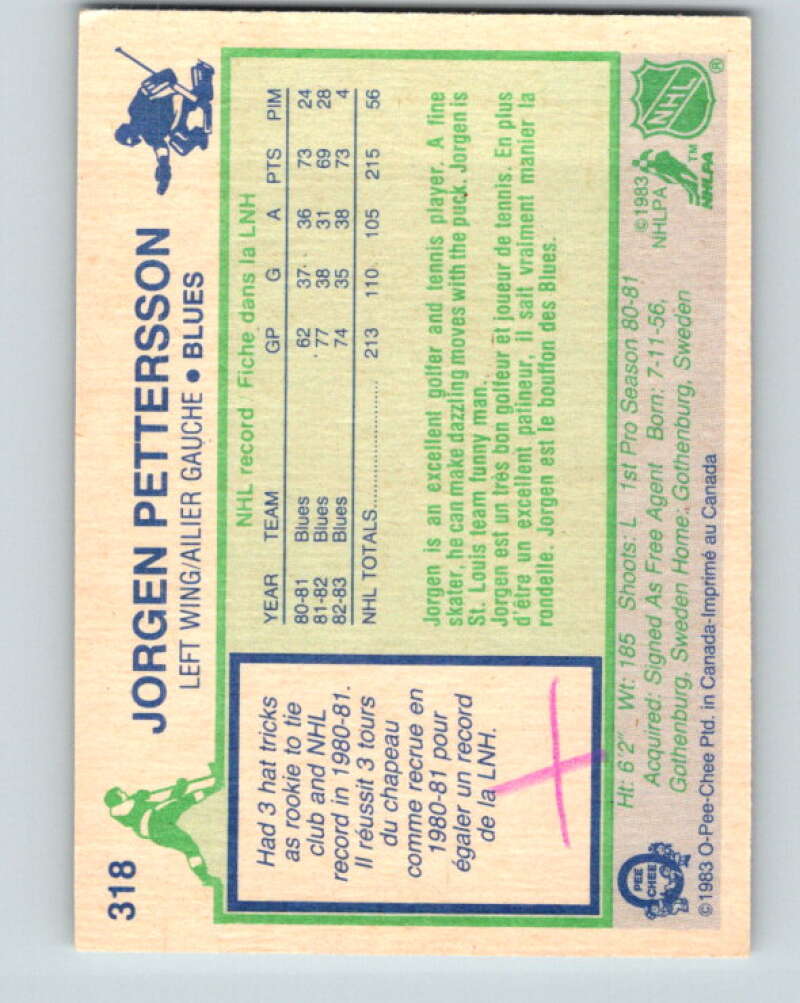 318
JORGEN PETTERSSON
LEFT WING/AILIER GAUCHE • BLUES
Had 3 hat tricks
as rookie to tie
club and NHL
record in 1980-81.
Il réussit 3 tours
du chapeau
comme recrue en
1980-81 pour
égaler un record
de la LNH.
NHL record Fiche dans la LNH
YEAR TEAM GP G A PTS PIM
80-81 Blues 62 37 36 73 24
81-82 Blues 77 38 31 69 28
82-83 Blues 74 35 38 73 4
NHL TOTALS 213 110 105 215 56
Jorgen is an excellent golfer and tennis player. A fine
skater, he can make dazzling moves with the puck. Jorgen is
St. Louis team funny man.
Jorgen est un très bon golfeur et joueur de tennis. En plus
d'être un excellent patineur, il sait vraiment manier la
rondelle. Jorgen est le bouffon des Blues.
Ht: 6'2" Wt: 185 Shoots: L 1st Pro Season 80-81
Acquired: Signed As Free Agent Born: 7-11-56,
Gothenburg, Sweden Home: Gothenburg, Sweden
©1983 O-Pee-Chee Ptd. in Canada-Imprimé au Canada
O PEE CHEE
©1983
NHLPA
NHL ®
TM
NHLPA